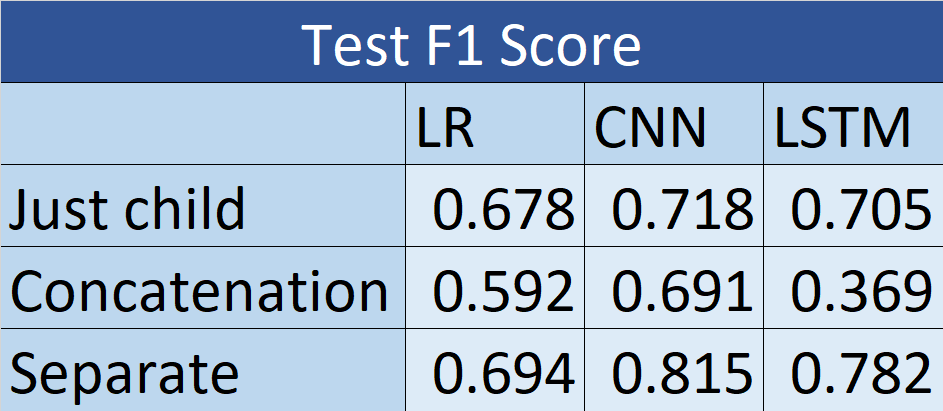 Test F1 Score
LR CNN LSTM
Just child 0.678 0.718 0.705
Concatenation 0.592 0.691 0.369
Separate 0.694 0.815 0.782